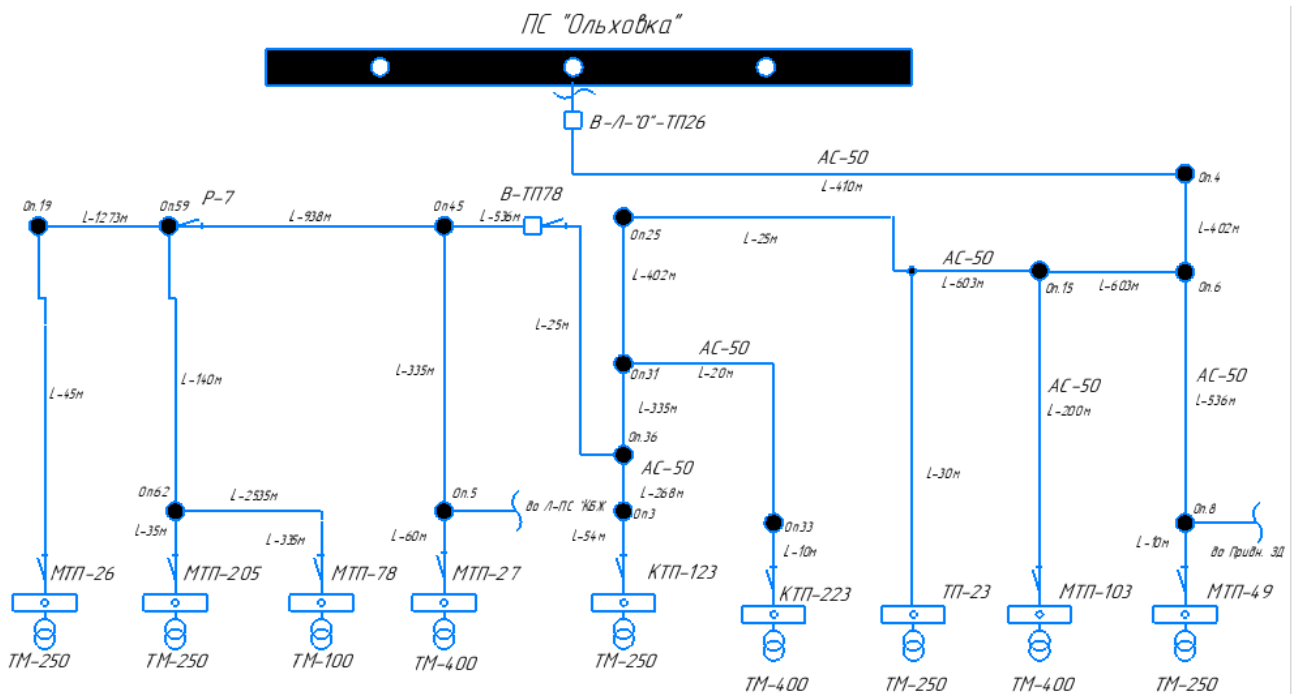 ПС "Ольховка"
В-Л-"О"-ТП26
АС-50
L-410м
Оп.4
Оп.19
L-1273м
Оп59
Р-7
L-938м
Оп45
В-ТП78
L-536м
Оп25
L-25м
L-402м
L-402м
АС-50
L-603м
Оп.15
L-603м
Оп.6
L-25м
АС-50
L-20м
Оп31
L-45м
L-140м
L-335м
L-335м
АС-50
L-200м
АС-50
L-536м
Оп.36
АС-50
L-268м
L-30м
Оп62
L-2535м
Оп.5
во Л-ПС "КБЖ
Оп3
Оп33
Оп.8
L-35м
L-335м
L-60м
L-54м
L-10м
L-10м
во Привн. ЗД
МТП-26
МТП-205
МТП-78
МТП-27
КТП-123
КТП-223
ТП-23
МТП-103
МТП-49
ТМ-250
ТМ-250
ТМ-100
ТМ-400
ТМ-250
ТМ-400
ТМ-250
ТМ-400
ТМ-250